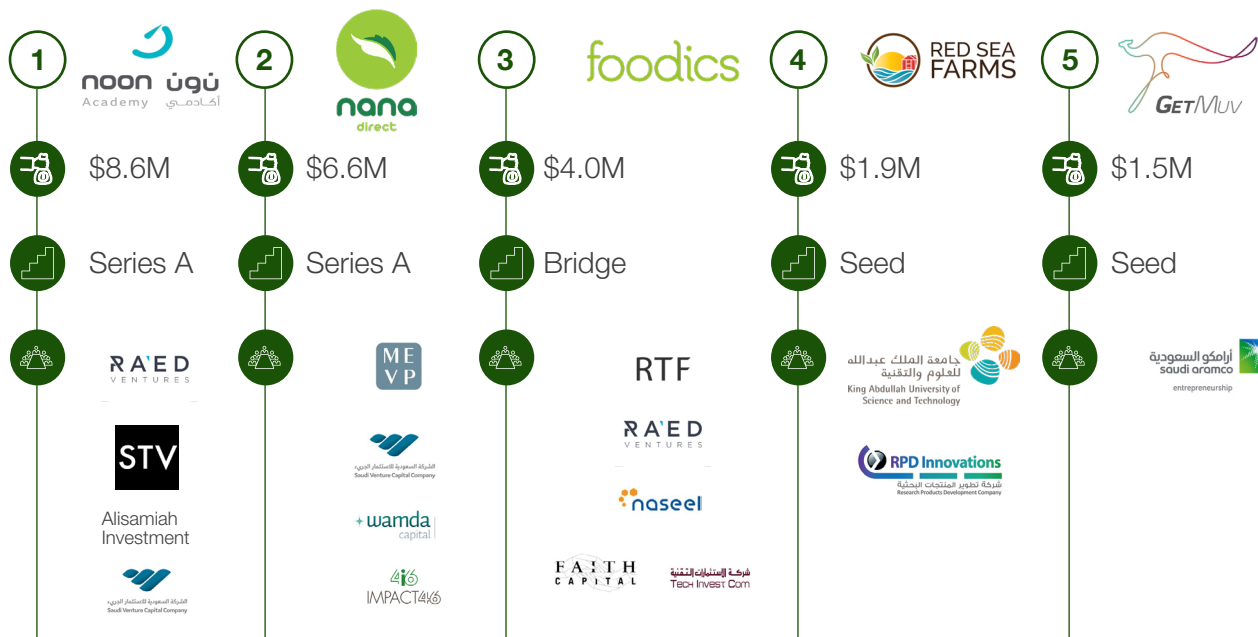 1
noon نون
Academy أكاديمي
$8.6M
Series A
RA'ED
VENTURES
STV
Alisamiah
Investment
الشركة السعودية للاستثمار الجريء
Saudi Venture Capital Company
2
nana
direct
$6.6M
Series A
ME
VP
الشركة السعودية للاستثمار الجريء
Saudi Venture Capital Company
wamda
capital
4i6
IMPACT46
3
foodics
$4.0M
Bridge
RTF
RA'ED
VENTURES
naseel
FAITH
CAPITAL
شركة الإستثمارات التقنية
Tech Invest Com
4
RED SEA
FARMS
$1.9M
Seed
جامعة الملك عبدالله
للعلوم والتقنية
King Abdullah University of
Science and Technology
RPD Innovations
شركة تطوير المنتجات البحثية
Research Products Development Company
5
GETMUV
$1.5M
Seed
أرامكو السعودية
saudi aramco
entrepreneurship